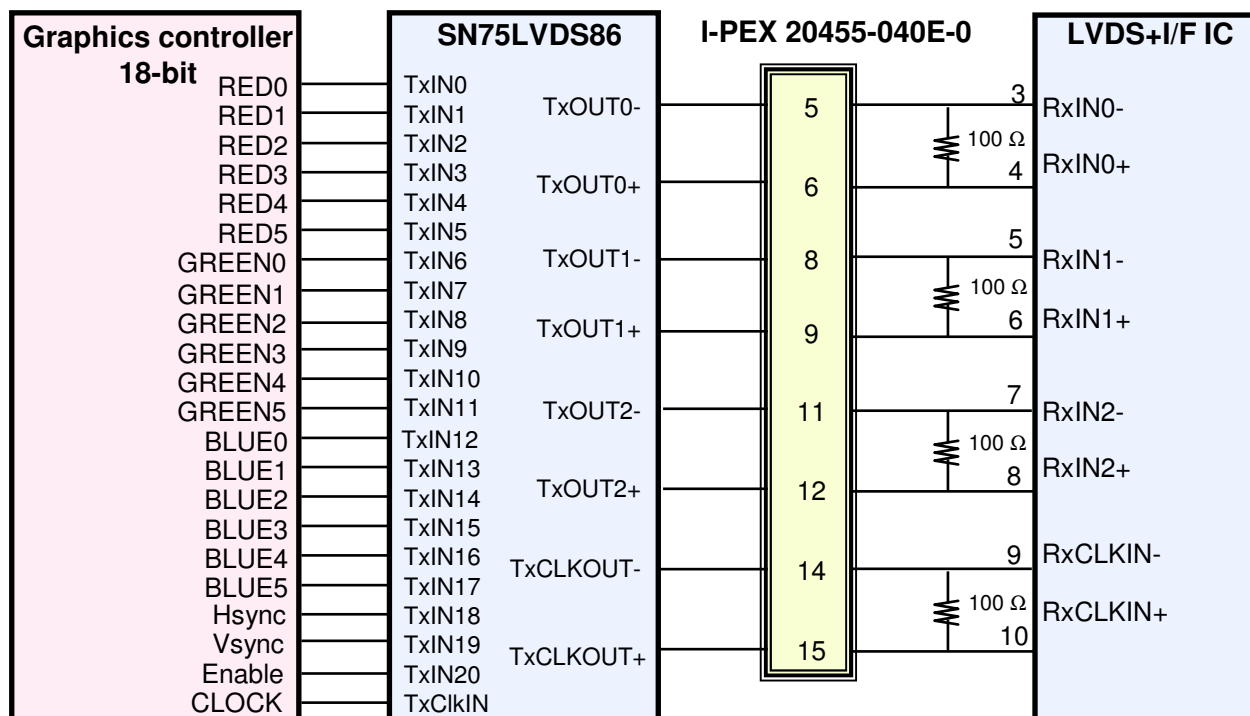 Graphics controller
18-bit
RED0
RED1
RED2
RED3
RED4
RED5
GREEN0
GREEN1
GREEN2
GREEN3
GREEN4
GREEN5
BLUE0
BLUE1
BLUE2
BLUE3
BLUE4
BLUE5
Hsync
Vsync
Enable
CLOCK
SN75LVDS86
TxIN0
TxIN1
TxIN2
TxIN3
TxIN4
TxIN5
TxIN6
TxIN7
TxIN8
TxIN9
TxIN10
TxIN11
TxIN12
TxIN13
TxIN14
TxIN15
TxIN16
TxIN17
TxIN18
TxIN19
TxIN20
TxClkIN
TxOUT0-
TxOUT0+
TxOUT1-
TxOUT1+
TxOUT2-
TxOUT2+
TxCLKOUT-
TxCLKOUT+
I-PEX 20455-040E-0
5
6
8
9
11
12
14
15
3
100 Ω
4
5
100 Ω
6
7
100 Ω
8
9
100 Ω
10
LVDS+I/F IC
RxIN0-
RxIN0+
RxIN1-
RxIN1+
RxIN2-
RxIN2+
RxCLKIN-
RxCLKIN+